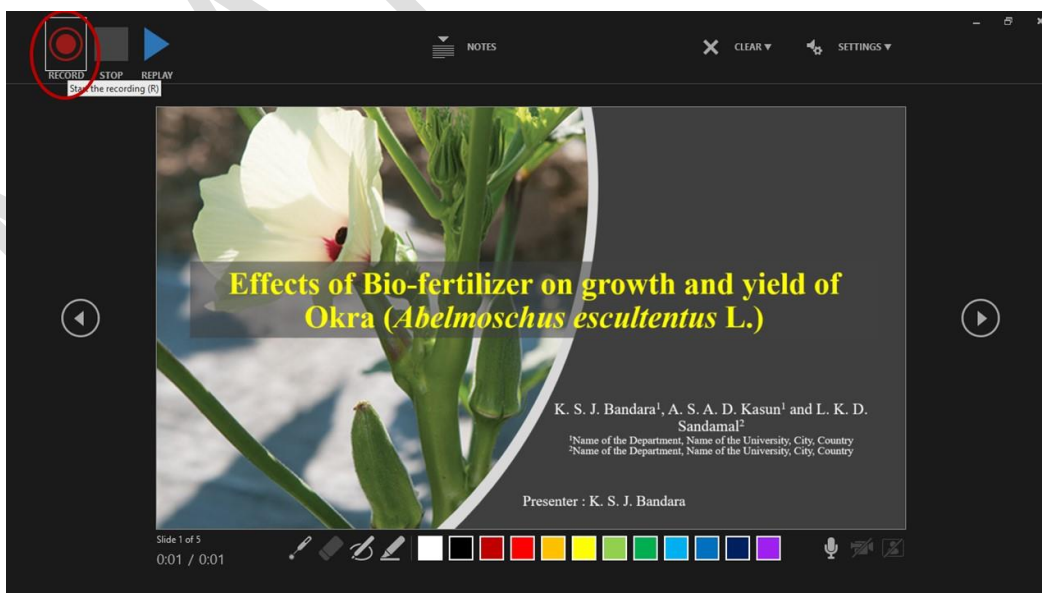 RECORD STOP REPLAY
Start the recording (R)
NOTES
CLEAR
SETTINGS
Effects of Bio-fertilizer on growth and yield of
Okra (Abelmoschus escultentus L.)
K. S. J. Bandara¹, A. S. A. D. Kasun¹ and L. K. D.
Sandamal²
¹Name of the Department, Name of the University, City, Country
²Name of the Department, Name of the University, City, Country
Presenter : K. S. J. Bandara
Slide 1 of 5
0:01 / 0:01